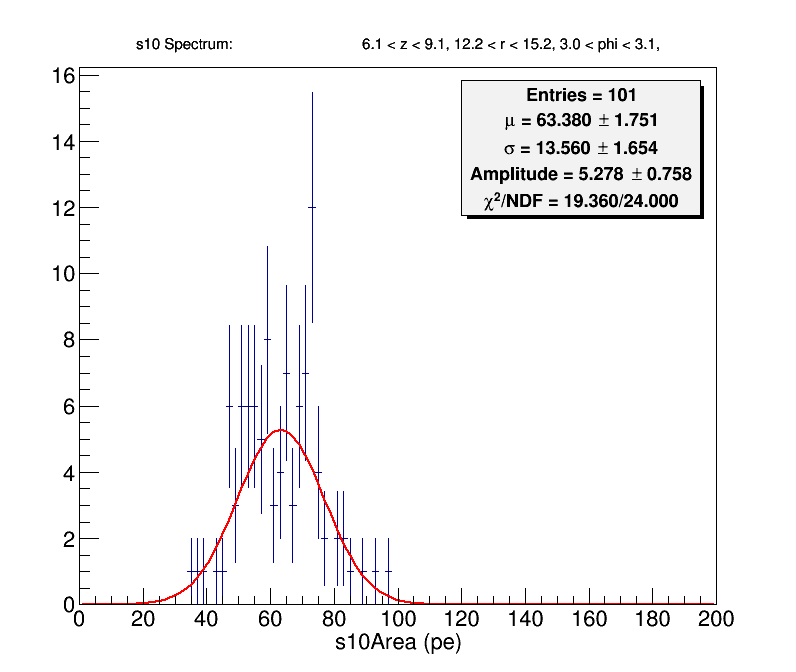 s10 Spectrum: 6.1 < z < 9.1, 12.2 < r < 15.2, 3.0 < phi < 3.1,
Entries = 101
μ = 63.380 ± 1.751
σ = 13.560 ± 1.654
Amplitude = 5.278 ± 0.758
χ²/NDF = 19.360/24.000
16
14
12
10
8
6
4
2
0
0 20 40 60 80 100 120 140 160 180 200
s10Area (pe)